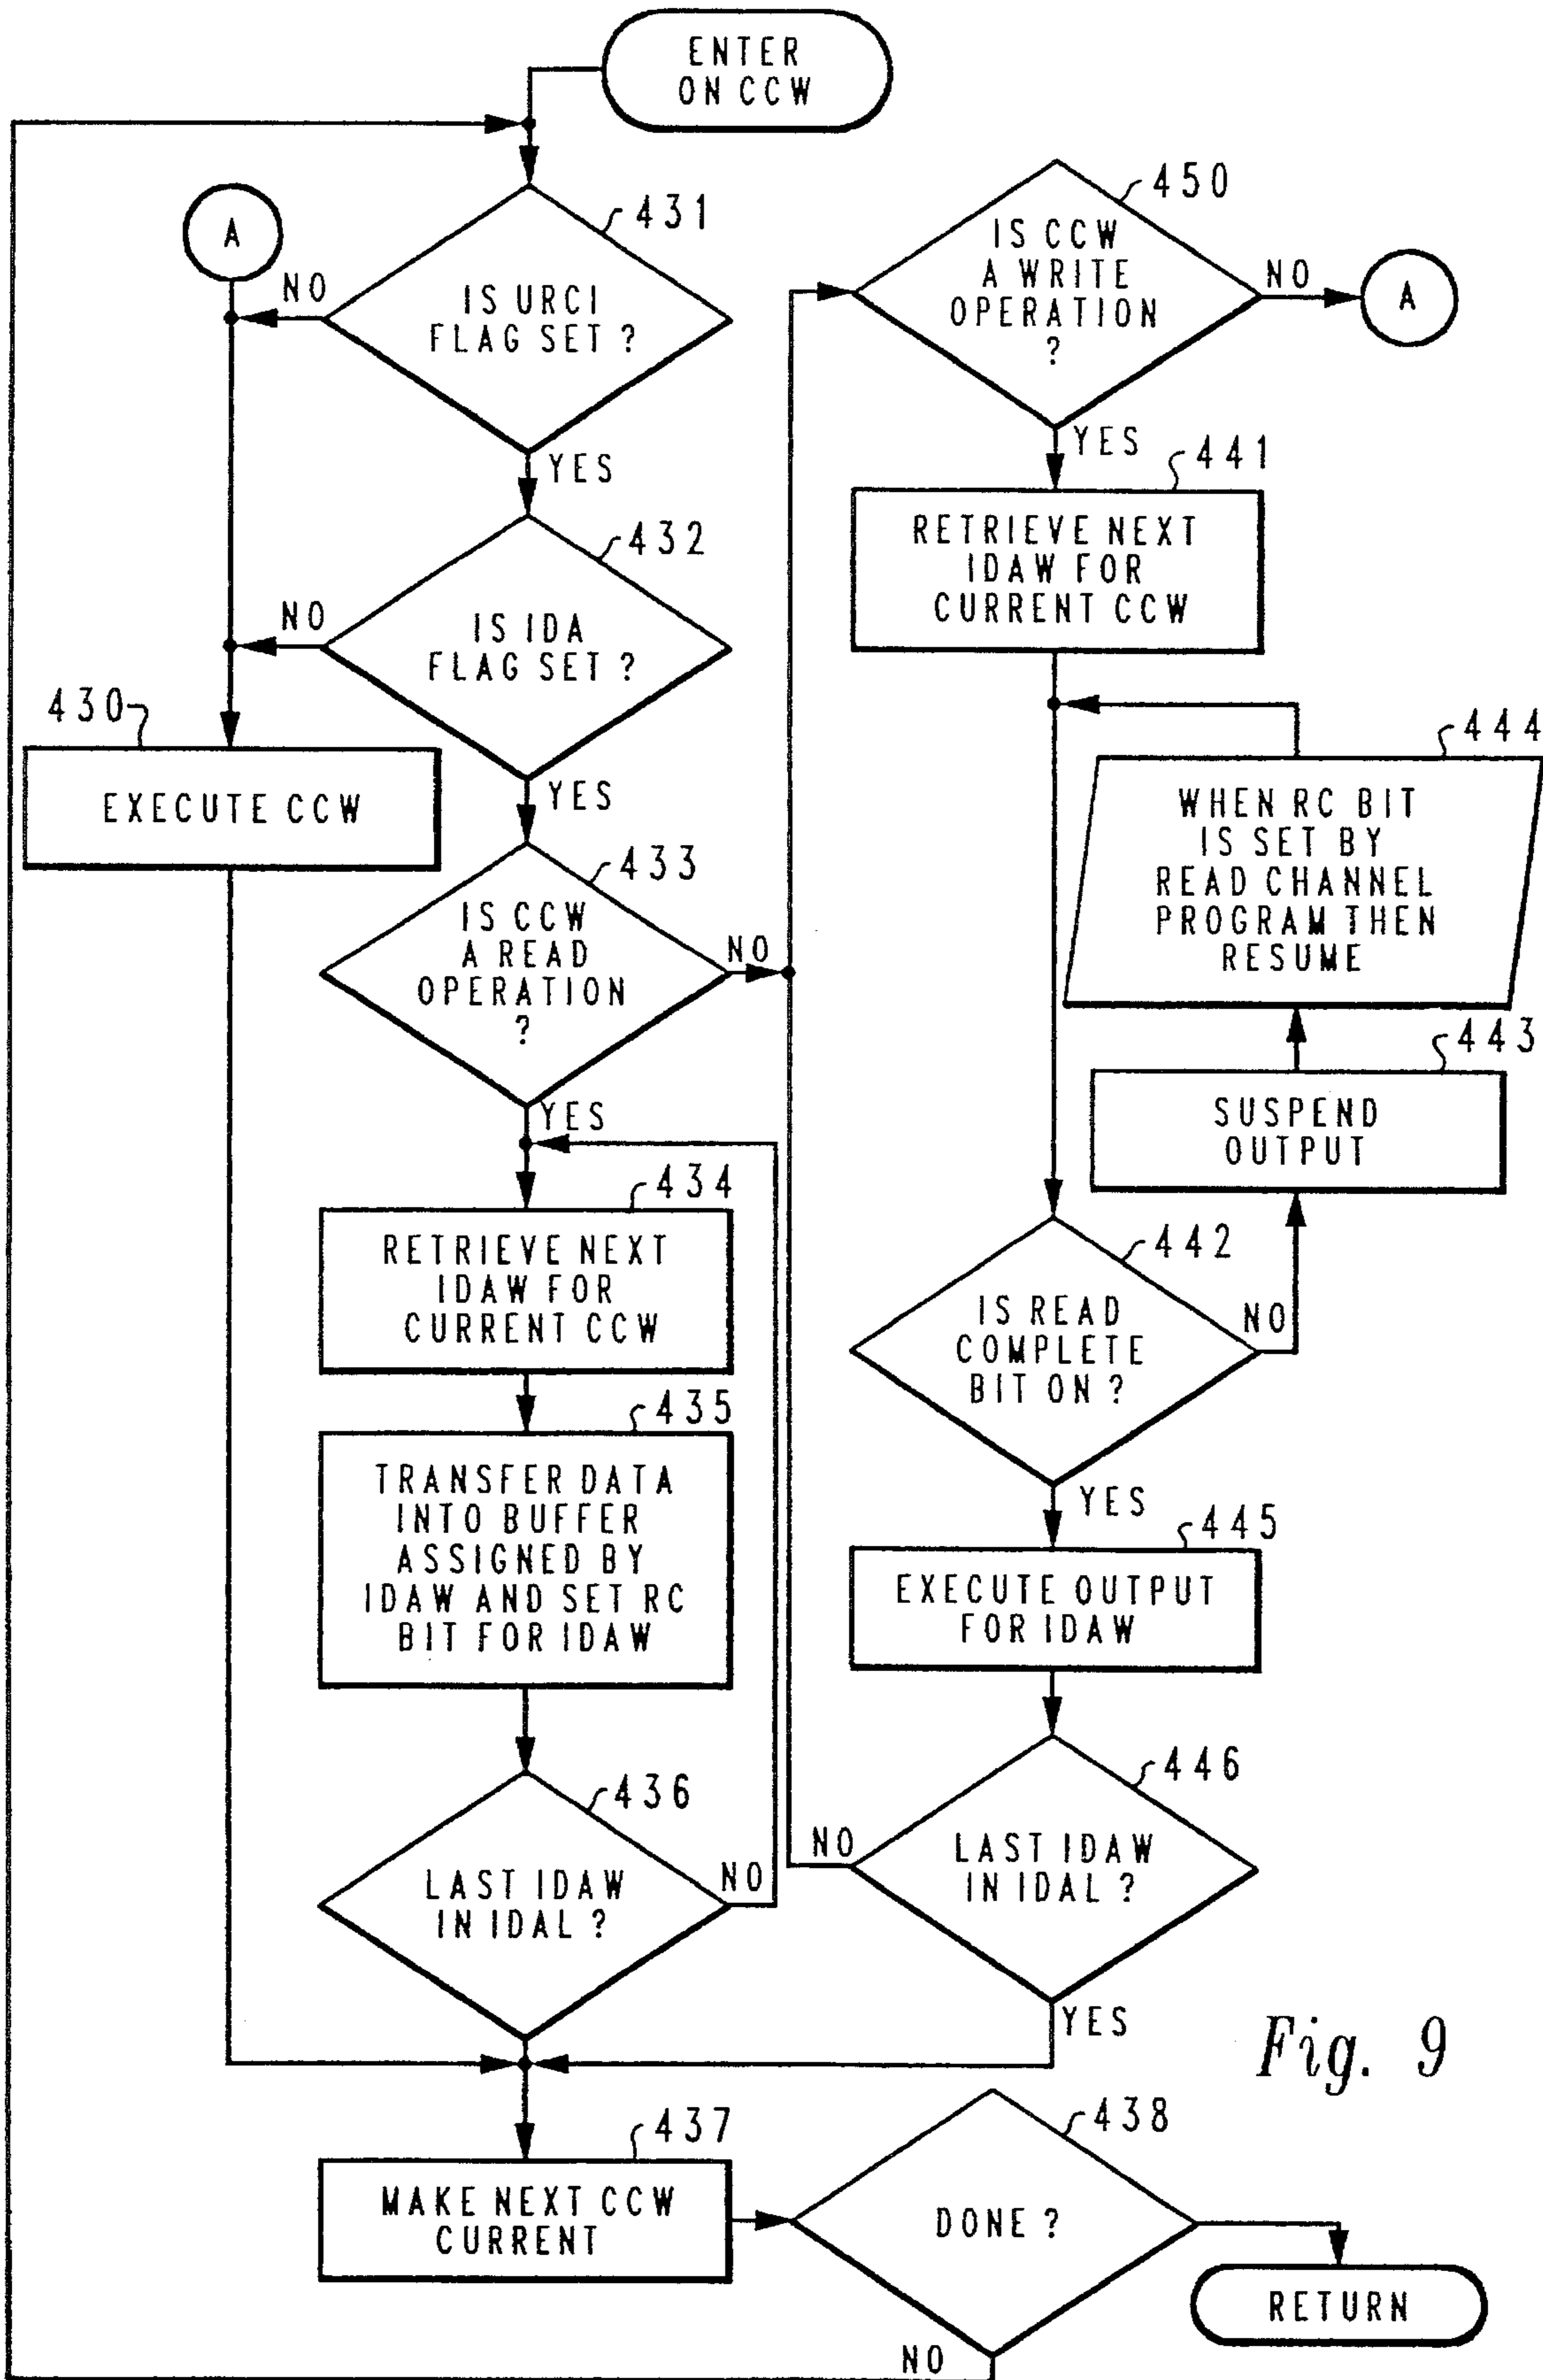 ENTER
ON CCW
A
431
NO
IS URCI
FLAG SET ?
YES
432
NO
IS IDA
FLAG SET ?
YES
430
EXECUTE CCW
433
IS CCW
A READ
OPERATION
?
NO
YES
434
RETRIEVE NEXT
IDAW FOR
CURRENT CCW
435
TRANSFER DATA
INTO BUFFER
ASSIGNED BY
IDAW AND SET RC
BIT FOR IDAW
436
LAST IDAW
IN IDAL ?
NO
437
MAKE NEXT CCW
CURRENT
450
IS CCW
A WRITE
OPERATION
?
NO
A
YES
441
RETRIEVE NEXT
IDAW FOR
CURRENT CCW
444
WHEN RC BIT
IS SET BY
READ CHANNEL
PROGRAM THEN
RESUME
443
SUSPEND
OUTPUT
442
IS READ
COMPLETE
BIT ON ?
NO
YES
445
EXECUTE OUTPUT
FOR IDAW
446
LAST IDAW
IN IDAL ?
NO
YES
438
DONE ?
NO
RETURN
Fig. 9